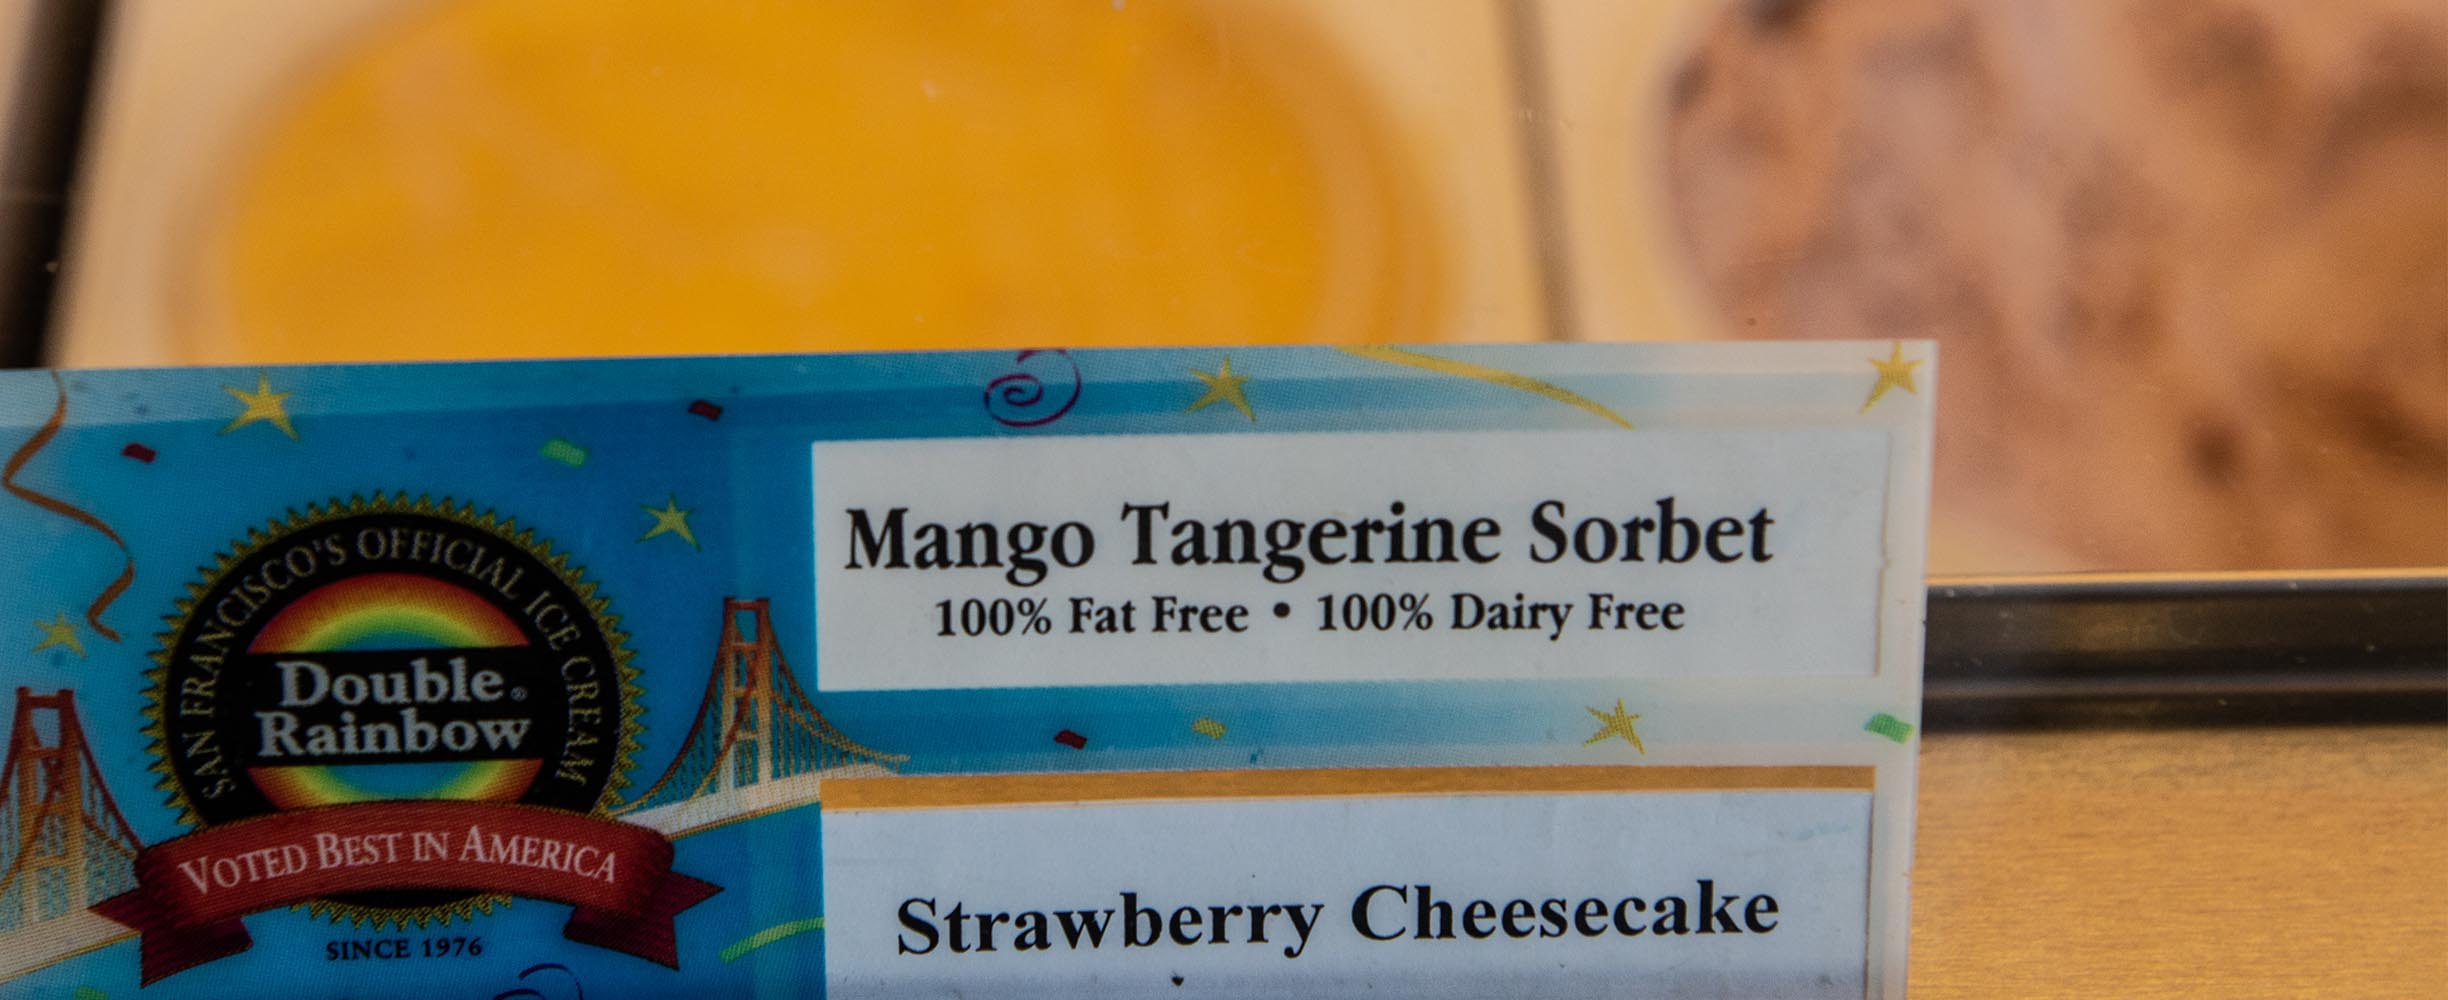 SAN FRANCISCO'S OFFICIAL ICE CREAM
Double®
Rainbow
VOTED BEST IN AMERICA
SINCE 1976
Mango Tangerine Sorbet
100% Fat Free • 100% Dairy Free
Strawberry Cheesecake